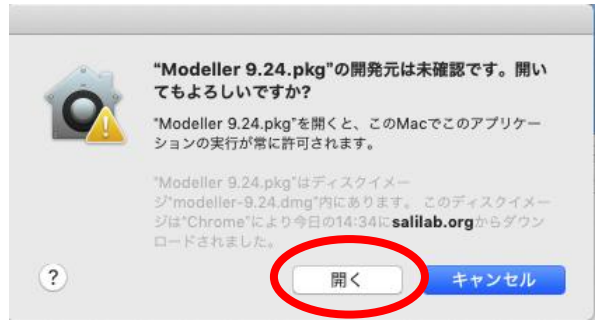 “Modeller 9.24.pkg”の開発元は未確認です。開い
てもよろしいですか?
"Modeller 9.24.pkg"を開くと、このMacでこのアプリケー
ションの実行が常に許可されます。
"Modeller 9.24.pkg"はディスクイメー
ジ"modeller-9.24.dmg"内にあります。 このディスクイメー
ジは"Chrome"により今日の14:34にsalilab.orgからダウン
ロードされました。
?
開く
キャンセル